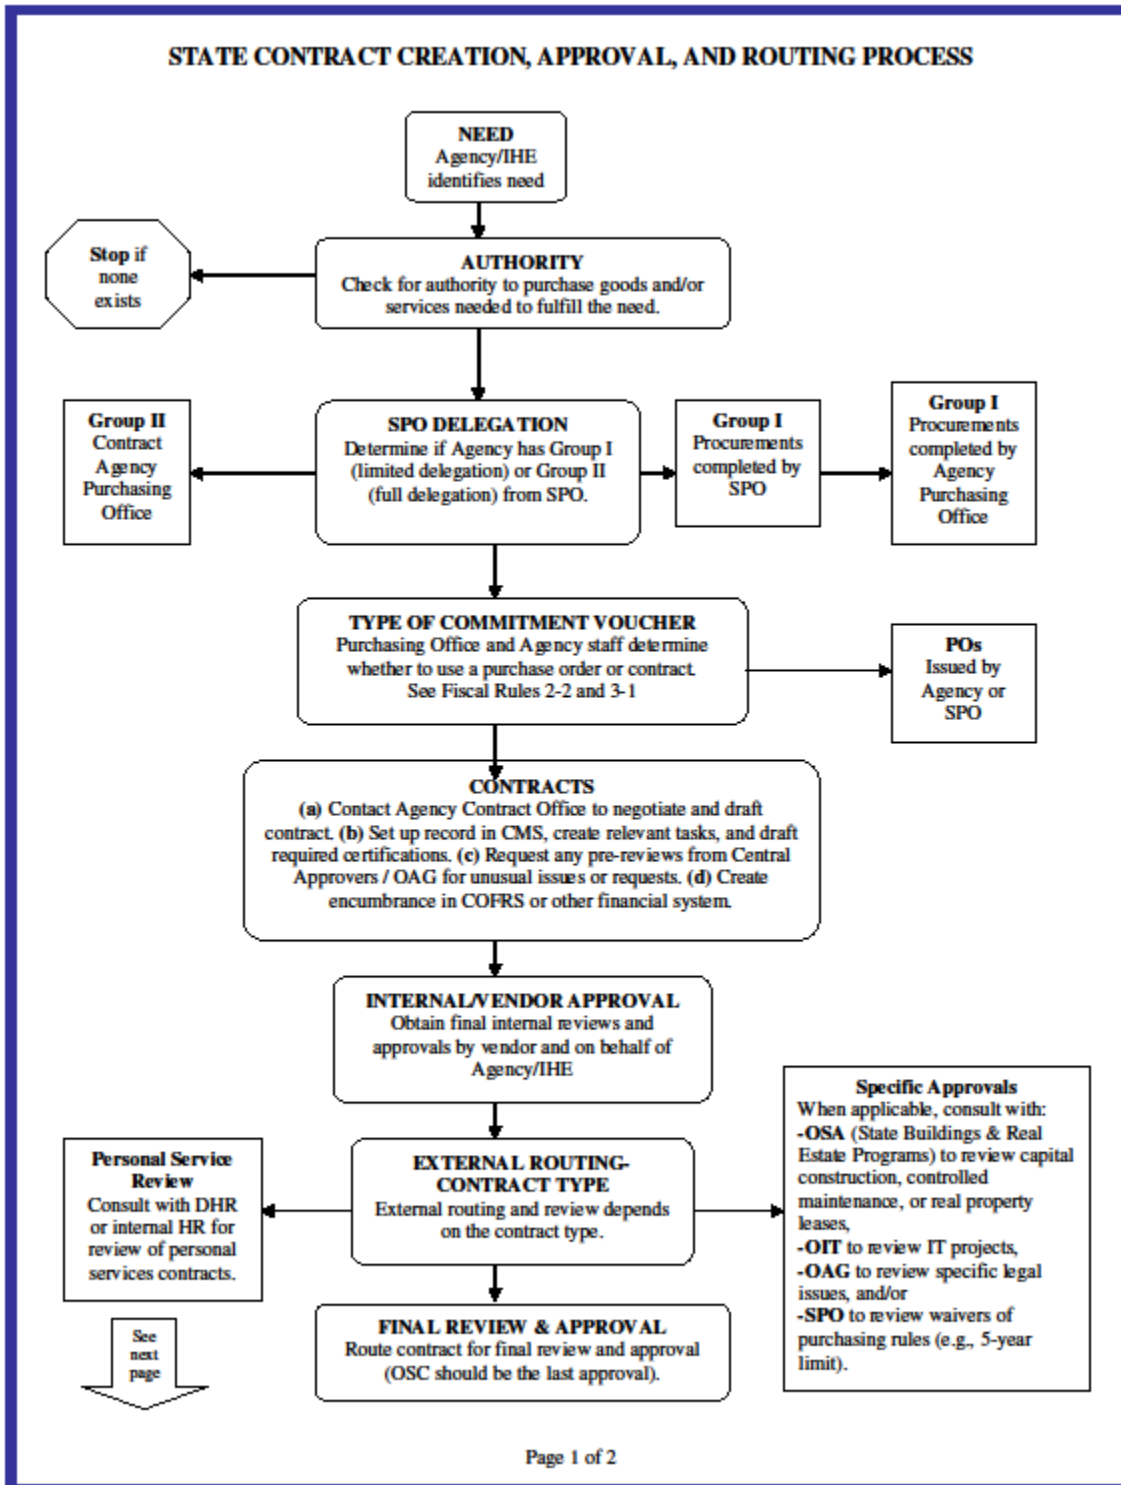 STATE CONTRACT CREATION, APPROVAL, AND ROUTING PROCESS
NEED
Agency/IHE
identifies need
Stop if
none
exists
AUTHORITY
Check for authority to purchase goods and/or
services needed to fulfill the need.
Group II
Contract
Agency
Purchasing
Office
SPO DELEGATION
Determine if Agency has Group I
(limited delegation) or Group II
(full delegation) from SPO.
Group I
Procurements
completed by
SPO
Group I
Procurements
completed by
Agency
Purchasing
Office
TYPE OF COMMITMENT VOUCHER
Purchasing Office and Agency staff determine
whether to use a purchase order or contract.
See Fiscal Rules 2-2 and 3-1
POs
Issued by
Agency or
SPO
CONTRACTS
(a) Contact Agency Contract Office to negotiate and draft
contract. (b) Set up record in CMS, create relevant tasks, and draft
required certifications. (c) Request any pre-reviews from Central
Approvers / OAG for unusual issues or requests. (d) Create
encumbrance in COFRS or other financial system.
INTERNAL/VENDOR APPROVAL
Obtain final internal reviews and
approvals by vendor and on behalf of
Agency/IHE
Personal Service
Review
Consult with DHR
or internal HR for
review of personal
services contracts.
EXTERNAL ROUTING-
CONTRACT TYPE
External routing and review depends
on the contract type.
Specific Approvals
When applicable, consult with:
-OSA (State Buildings & Real
Estate Programs) to review capital
construction, controlled
maintenance, or real property
leases,
-OIT to review IT projects,
-OAG to review specific legal
issues, and/or
-SPO to review waivers of
purchasing rules (e.g., 5-year
limit).
See
next
page
FINAL REVIEW & APPROVAL
Route contract for final review and approval
(OSC should be the last approval).
Page 1 of 2